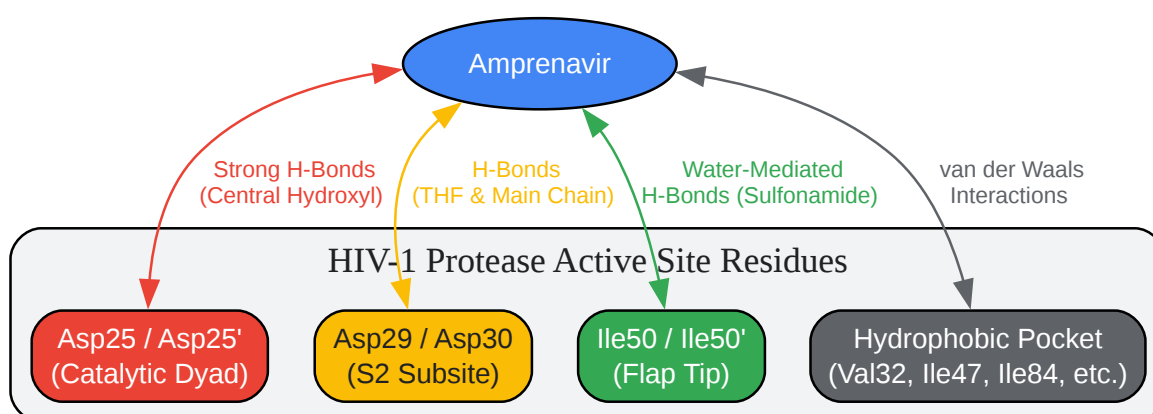 Amprenavir
Strong H-Bonds
(Central Hydroxyl)
H-Bonds
(THF & Main Chain)
Water-Mediated
H-Bonds (Sulfonamide)
van der Waals
Interactions
HIV-1 Protease Active Site Residues
Asp25 / Asp25'
(Catalytic Dyad)
Asp29 / Asp30
(S2 Subsite)
Ile50 / Ile50'
(Flap Tip)
Hydrophobic Pocket
(Val32, Ile47, Ile84, etc.)